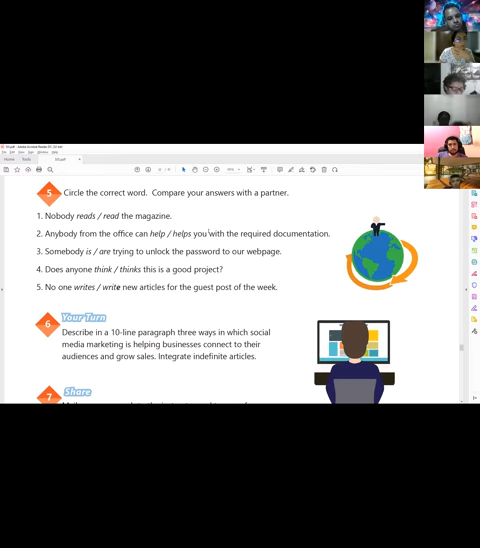 Home Tools
5 Circle the correct word. Compare your answers with a partner.
1. Nobody reads / read the magazine.
2. Anybody from the office can help / helps you with the required documentation.
3. Somebody is / are trying to unlock the password to our webpage.
4. Does anyone think / thinks this is a good project?
5. No one writes / write new articles for the guest post of the week.
6 Your Turn
Describe in a 10-line paragraph three ways in which social
media marketing is helping businesses connect to their
audiences and grow sales. Integrate indefinite articles.
7 Share